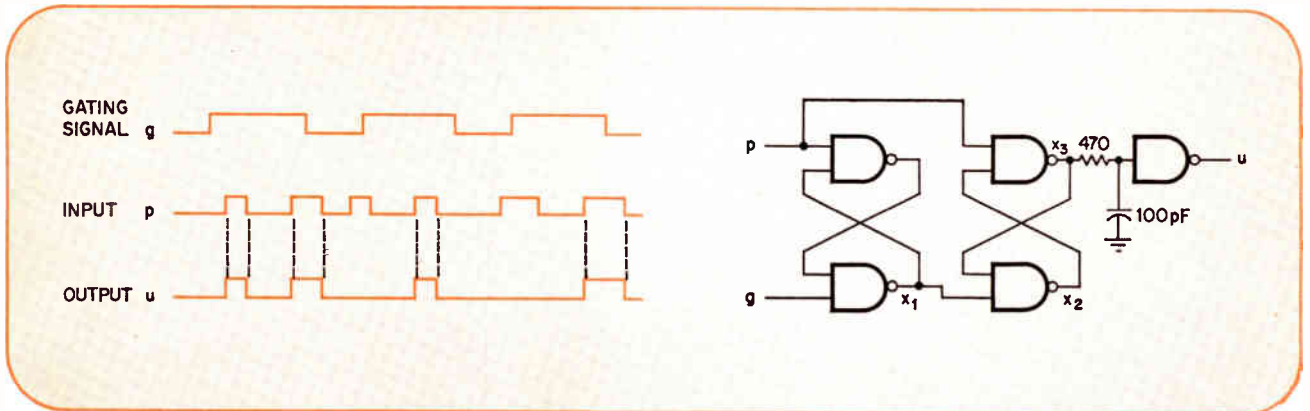 GATING
SIGNAL g
INPUT p
OUTPUT u
p
g
x1
x3
470
x2
100pF
u